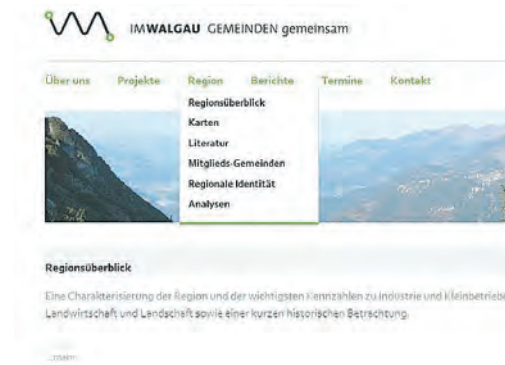 IMWALGAU GEMEINDEN gemeinsam
Über uns Projekte Region Berichte Termine Kontakt
Regionsüberblick
Karten
Literatur
Mitglieds-Gemeinden
Regionale Identität
Analysen
Regionsüberblick
Eine Charakterisierung der Region und der wichtigsten Kennzahlen zu Industrie und Kleinbetriebe
Landwirtschaft und Landschaft sowie einer kurzen historischen Betrachtung.
...mehr